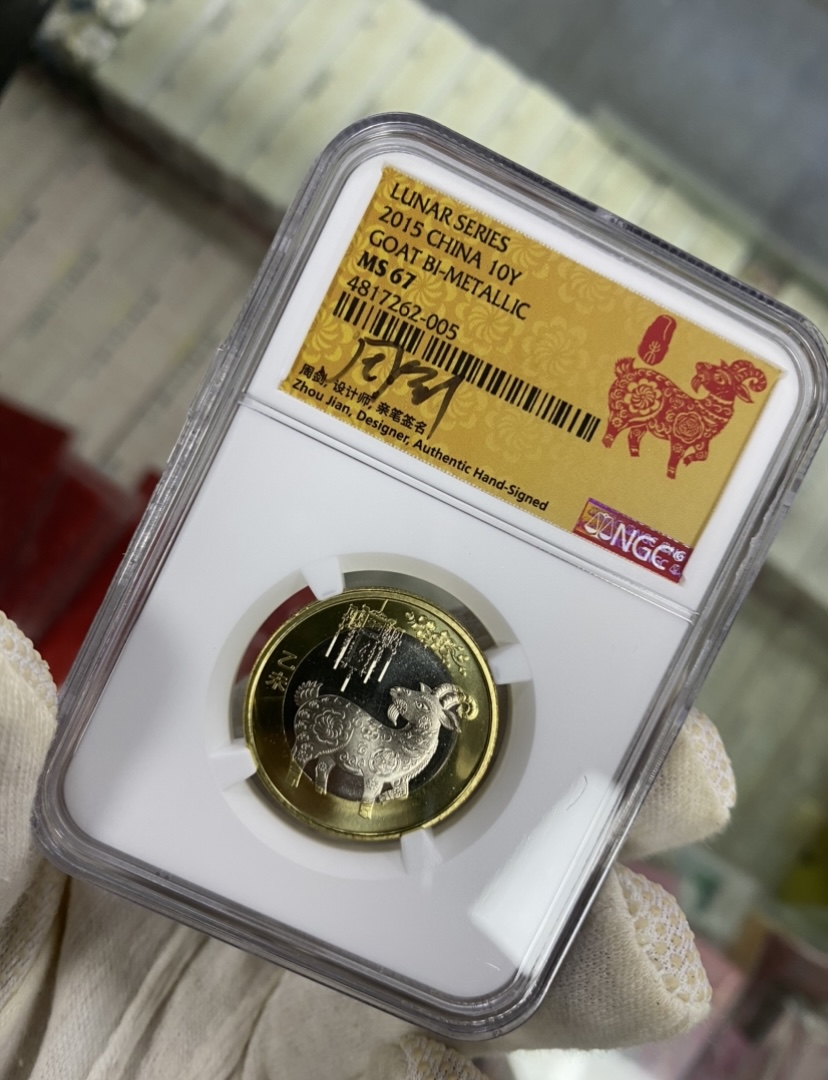 LUNAR SERIES
2015 CHINA 10Y
GOAT BI-METALLIC
MS 67
4817262-005
周剑, 设计师, 亲笔签名
Zhou Jian, Designer, Authentic Hand-Signed
NGC
乙
未